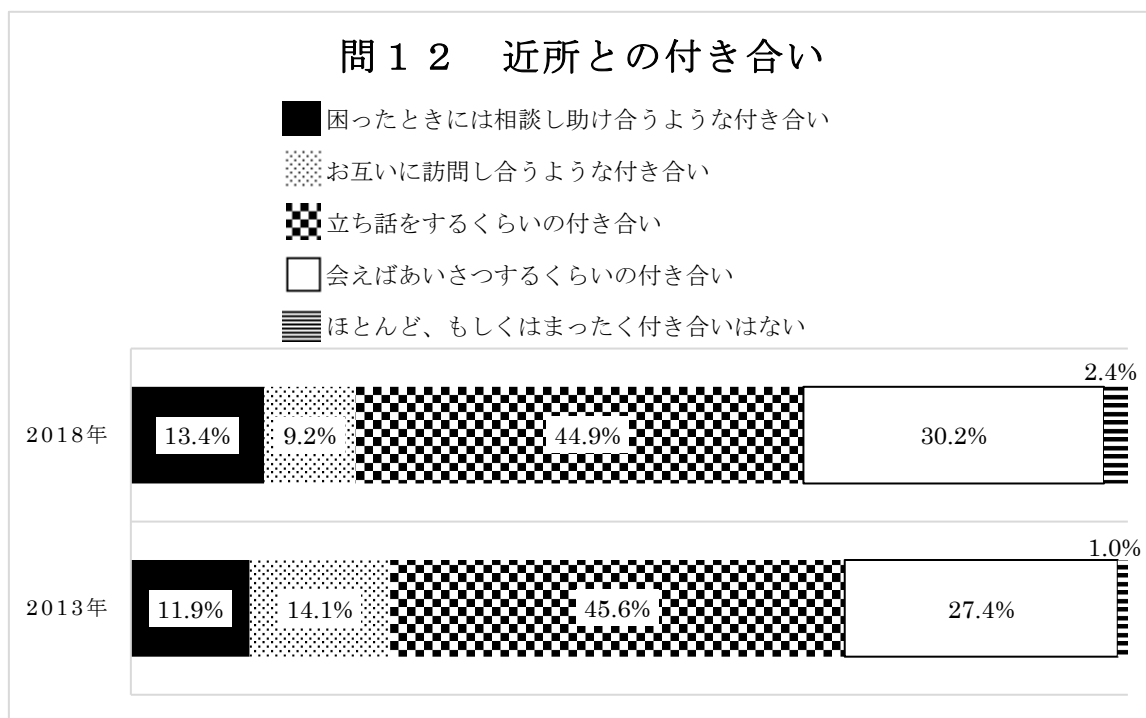 問１２　近所との付き合い
困ったときには相談し助け合うような付き合い
お互いに訪問し合うような付き合い
立ち話をするくらいの付き合い
会えばあいさつするくらいの付き合い
ほとんど、もしくはまったく付き合いはない
2.4%
2018年 13.4% 9.2% 44.9% 30.2%
1.0%
2013年 11.9% 14.1% 45.6% 27.4%